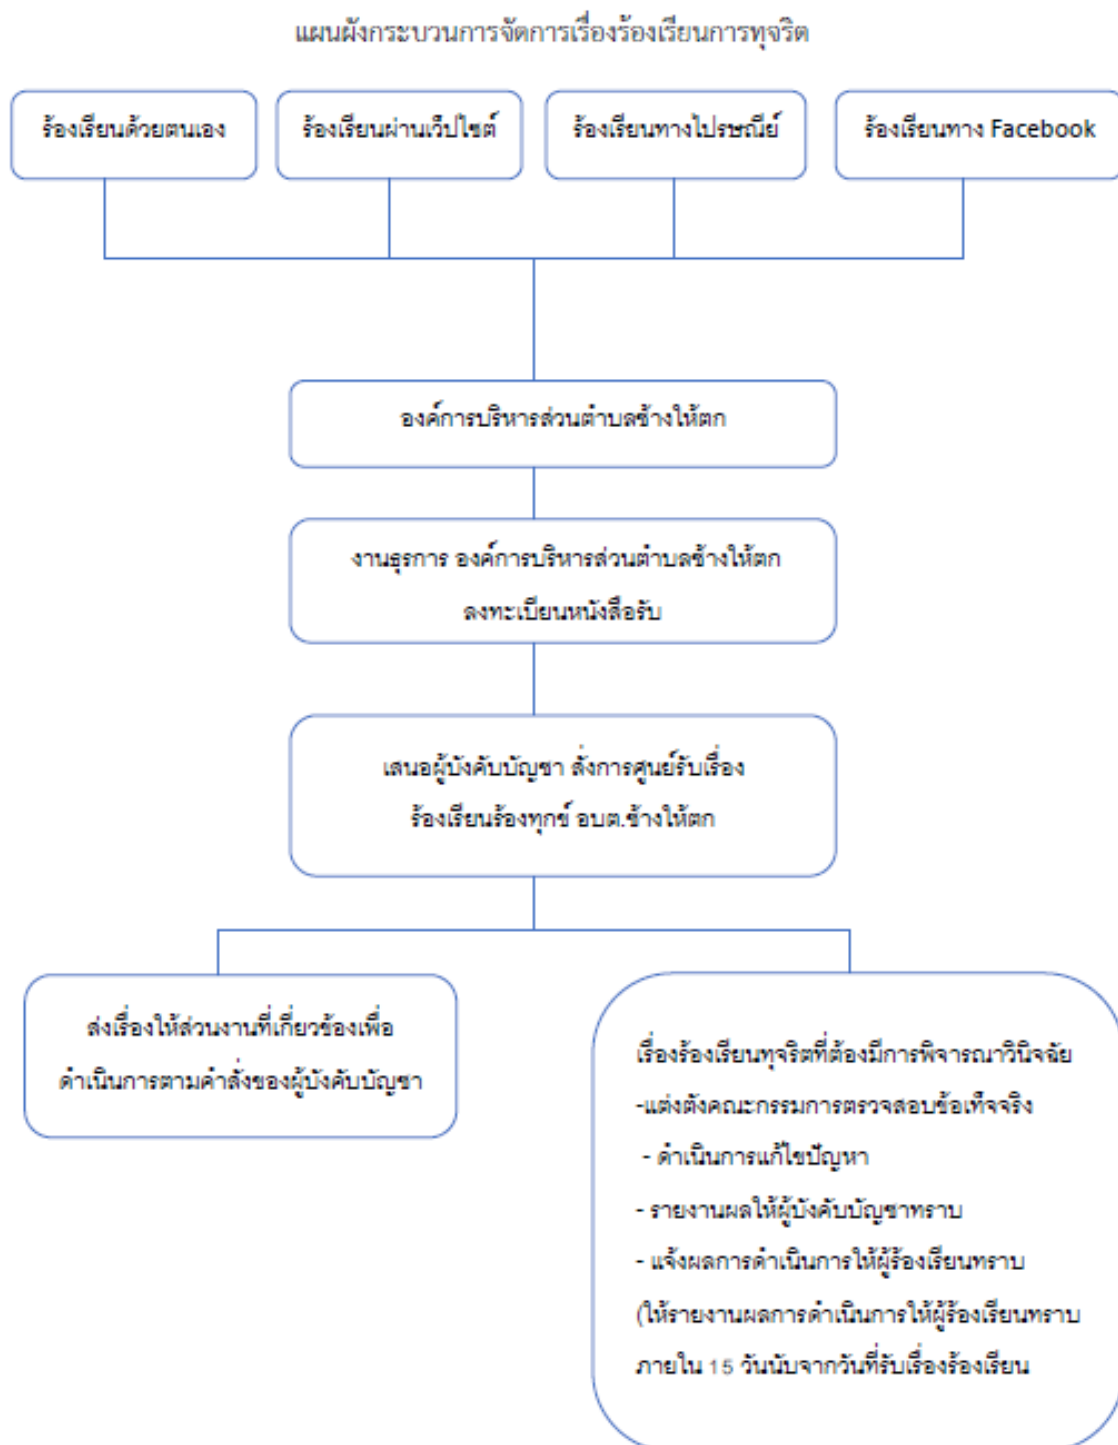 แผนผังกระบวนการจัดการเรื่องร้องเรียนการทุจริต
ร้องเรียนด้วยตนเอง
ร้องเรียนผ่านเว็ปไซต์
ร้องเรียนทางไปรษณีย์
ร้องเรียนทาง Facebook
องค์การบริหารส่วนตำบลช้างให้ตก
งานธุรการ องค์การบริหารส่วนตำบลช้างให้ตก
ลงทะเบียนหนังสือรับ
เสนอผู้บังคับบัญชา สั่งการศูนย์รับเรื่อง
ร้องเรียนร้องทุกข์ อบต.ช้างให้ตก
ส่งเรื่องให้ส่วนงานที่เกี่ยวข้องเพื่อ
ดำเนินการตามคำสั่งของผู้บังคับบัญชา
เรื่องร้องเรียนทุจริตที่ต้องมีการพิจารณาวินิจฉัย
-แต่งตั้งคณะกรรมการตรวจสอบข้อเท็จจริง
- ดำเนินการแก้ไขปัญหา
- รายงานผลให้ผู้บังคับบัญชาทราบ
- แจ้งผลการดำเนินการให้ผู้ร้องเรียนทราบ
(ให้รายงานผลการดำเนินการให้ผู้ร้องเรียนทราบ
ภายใน 15 วันนับจากวันที่รับเรื่องร้องเรียน